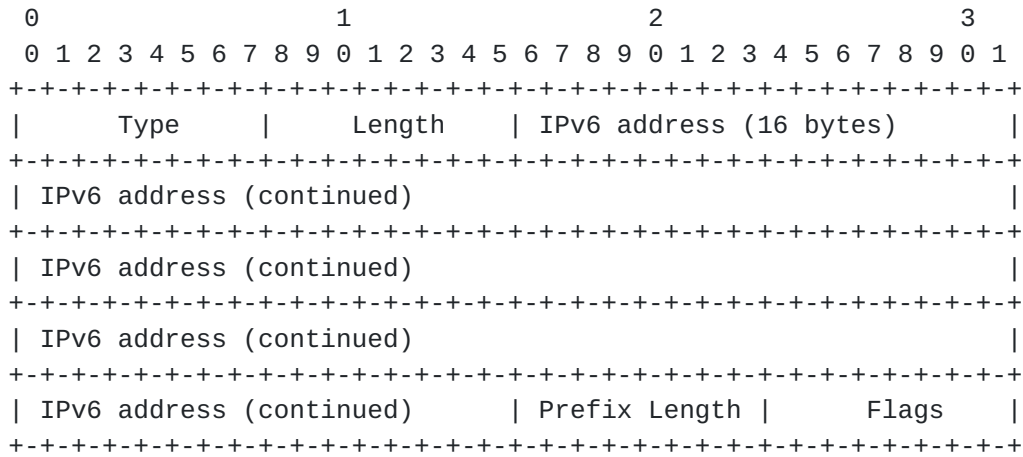 0                   1                   2                   3
 0 1 2 3 4 5 6 7 8 9 0 1 2 3 4 5 6 7 8 9 0 1 2 3 4 5 6 7 8 9 0 1
+-+-+-+-+-+-+-+-+-+-+-+-+-+-+-+-+-+-+-+-+-+-+-+-+-+-+-+-+-+-+-+-+
|      Type     |     Length    | IPv6 address (16 bytes)       |
+-+-+-+-+-+-+-+-+-+-+-+-+-+-+-+-+-+-+-+-+-+-+-+-+-+-+-+-+-+-+-+-+
| IPv6 address (continued)                                      |
+-+-+-+-+-+-+-+-+-+-+-+-+-+-+-+-+-+-+-+-+-+-+-+-+-+-+-+-+-+-+-+-+
| IPv6 address (continued)                                      |
+-+-+-+-+-+-+-+-+-+-+-+-+-+-+-+-+-+-+-+-+-+-+-+-+-+-+-+-+-+-+-+-+
| IPv6 address (continued)                                      |
+-+-+-+-+-+-+-+-+-+-+-+-+-+-+-+-+-+-+-+-+-+-+-+-+-+-+-+-+-+-+-+-+
| IPv6 address (continued)      | Prefix Length |      Flags    |
+-+-+-+-+-+-+-+-+-+-+-+-+-+-+-+-+-+-+-+-+-+-+-+-+-+-+-+-+-+-+-+-+